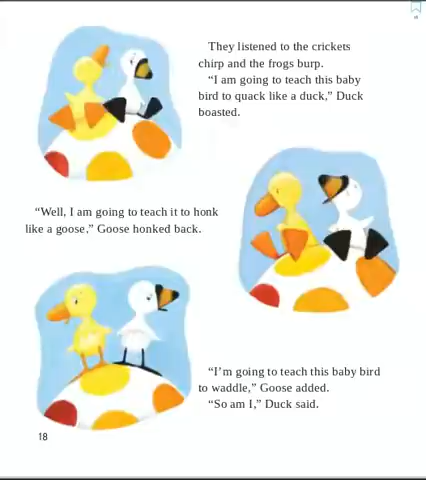 They listened to the crickets
chirp and the frogs burp.
“I am going to teach this baby
bird to quack like a duck,” Duck
boasted.
“Well, I am going to teach it to honk
like a goose,” Goose honked back.
“I’m going to teach this baby bird
to waddle,” Goose added.
“So am I,” Duck said.
18